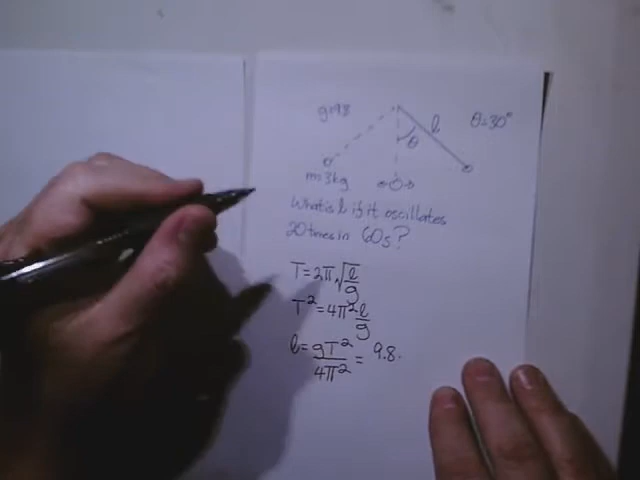 g=9.8
l
θ=30°
θ
m=3kg
What is l if it oscillates
20 times in 60s?
T=2π√l/g
T²=4π²l/g
l=gT²/4π² = 9.8.